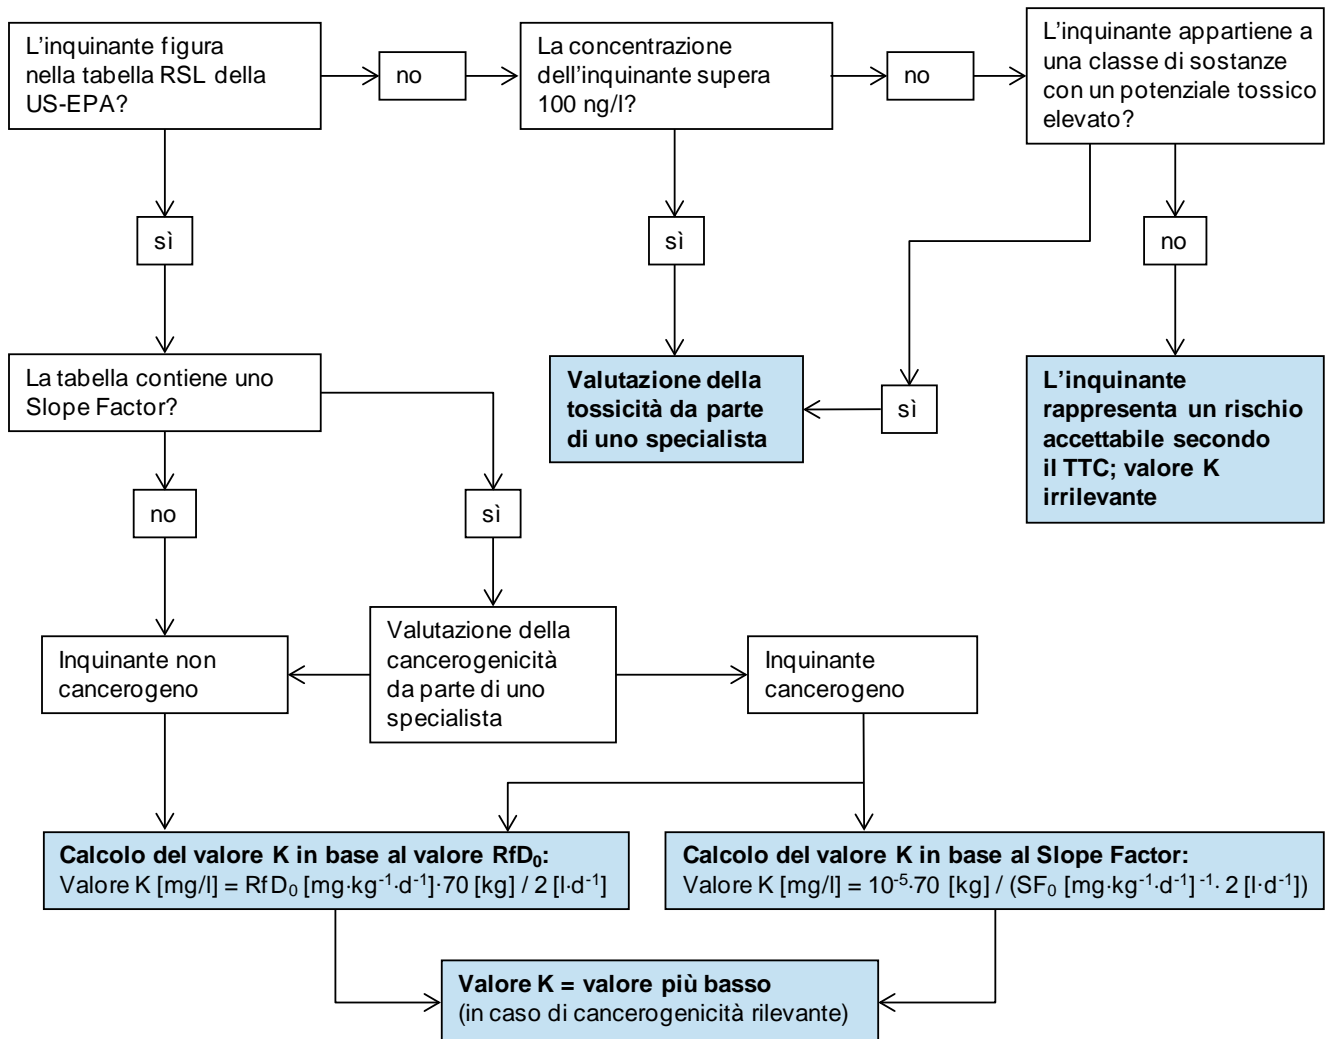 L'inquinante figura
nella tabella RSL della
US-EPA?
no
La concentrazione
dell'inquinante supera
100 ng/l?
no
L'inquinante appartiene a
una classe di sostanze
con un potenziale tossico
elevato?
sì
sì
no
La tabella contiene uno
Slope Factor?
Valutazione della
tossicità da parte
di uno specialista
sì
L'inquinante
rappresenta un rischio
accettabile secondo
il TTC; valore K
irrilevante
no
sì
Inquinante non
cancerogeno
Valutazione della
cancerogenicità
da parte di uno
specialista
Inquinante
cancerogeno
Calcolo del valore K in base al valore RfD₀:
Valore K [mg/l] = RfD₀ [mg·kg⁻¹·d⁻¹]·70 [kg] / 2 [l·d⁻¹]
Calcolo del valore K in base al Slope Factor:
Valore K [mg/l] = 10⁻⁵·70 [kg] / (SF₀ [mg·kg⁻¹·d⁻¹]⁻¹· 2 [l·d⁻¹])
Valore K = valore più basso
(in caso di cancerogenicità rilevante)